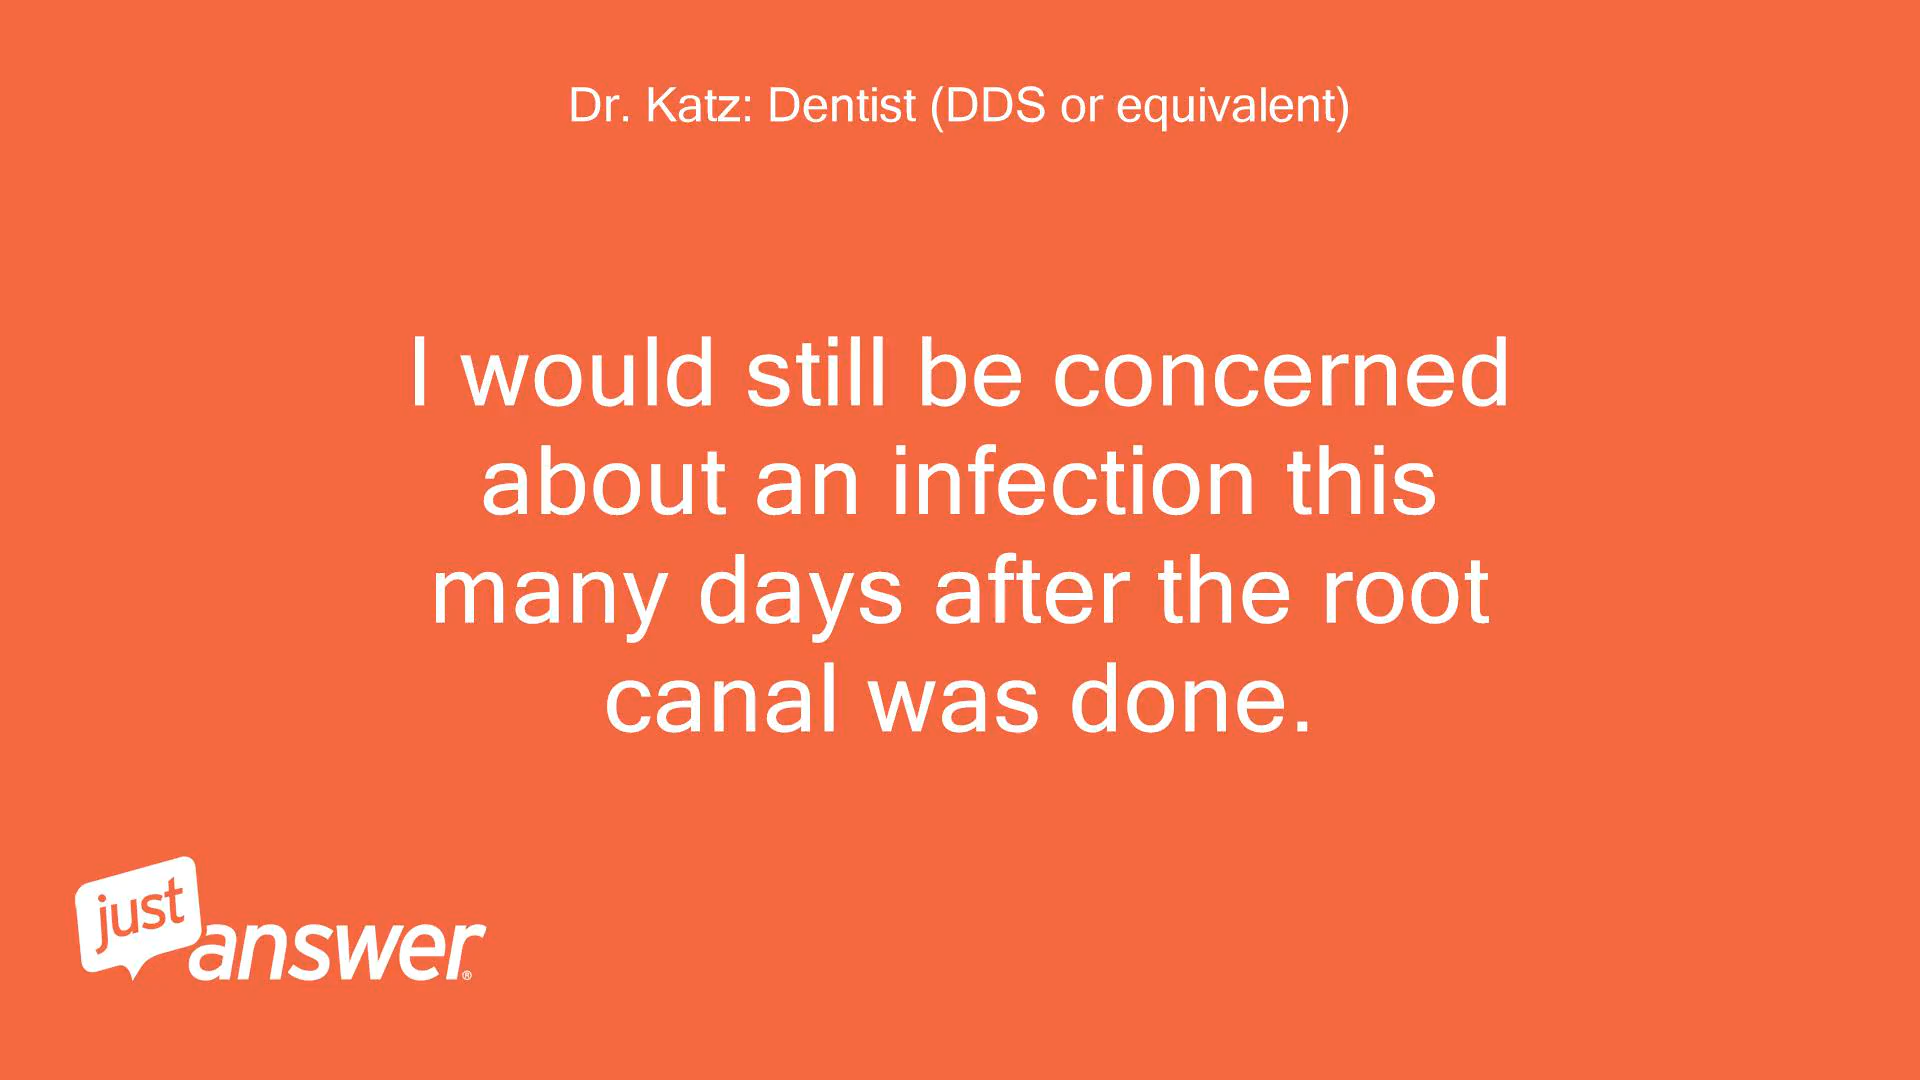 Dr. Katz: Dentist (DDS or equivalent)
I would still be concerned
about an infection this
many days after the root
canal was done.
just
answer®